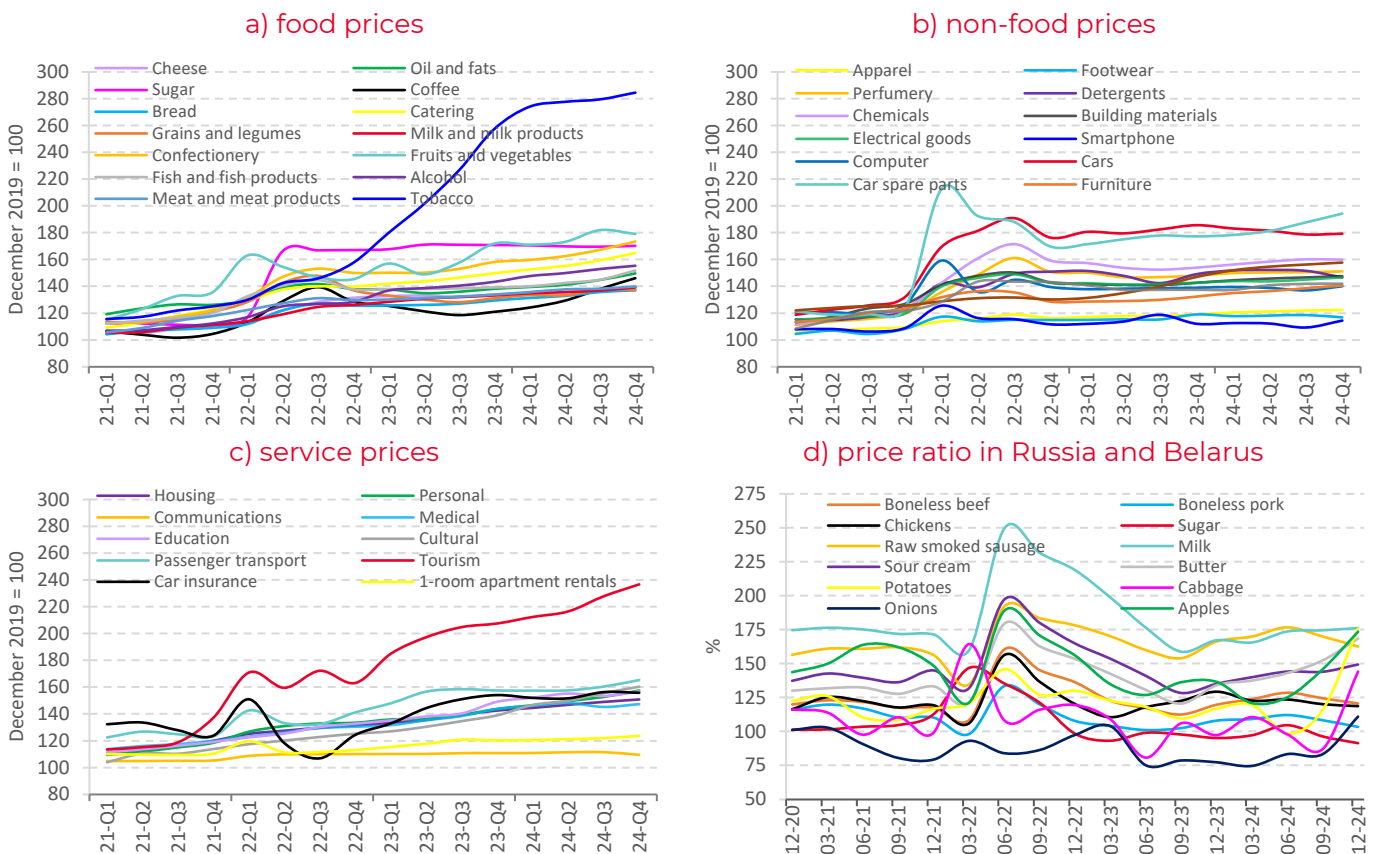 a) food prices
December 2019 = 100
300
280
260
240
220
200
180
160
140
120
100
80
Cheese
Oil and fats
Sugar
Coffee
Bread
Catering
Grains and legumes
Milk and milk products
Confectionery
Fruits and vegetables
Fish and fish products
Alcohol
Meat and meat products
Tobacco
21-Q1
21-Q2
21-Q3
21-Q4
22-Q1
22-Q2
22-Q3
22-Q4
23-Q1
23-Q2
23-Q3
23-Q4
24-Q1
24-Q2
24-Q3
24-Q4
b) non-food prices
December 2019 = 100
300
280
260
240
220
200
180
160
140
120
100
80
Apparel
Footwear
Perfumery
Detergents
Chemicals
Building materials
Electrical goods
Smartphone
Computer
Cars
Car spare parts
Furniture
21-Q1
21-Q2
21-Q3
21-Q4
22-Q1
22-Q2
22-Q3
22-Q4
23-Q1
23-Q2
23-Q3
23-Q4
24-Q1
24-Q2
24-Q3
24-Q4
c) service prices
December 2019 = 100
300
280
260
240
220
200
180
160
140
120
100
80
Housing
Personal
Communications
Medical
Education
Cultural
Passenger transport
Tourism
Car insurance
1-room apartment rentals
21-Q1
21-Q2
21-Q3
21-Q4
22-Q1
22-Q2
22-Q3
22-Q4
23-Q1
23-Q2
23-Q3
23-Q4
24-Q1
24-Q2
24-Q3
24-Q4
d) price ratio in Russia and Belarus
%
275
250
225
200
175
150
125
100
75
50
Boneless beef
Boneless pork
Chickens
Sugar
Raw smoked sausage
Milk
Sour cream
Butter
Potatoes
Cabbage
Onions
Apples
12-20
03-21
06-21
09-21
12-21
03-22
06-22
09-22
12-22
03-23
06-23
09-23
12-23
03-24
06-24
09-24
12-24